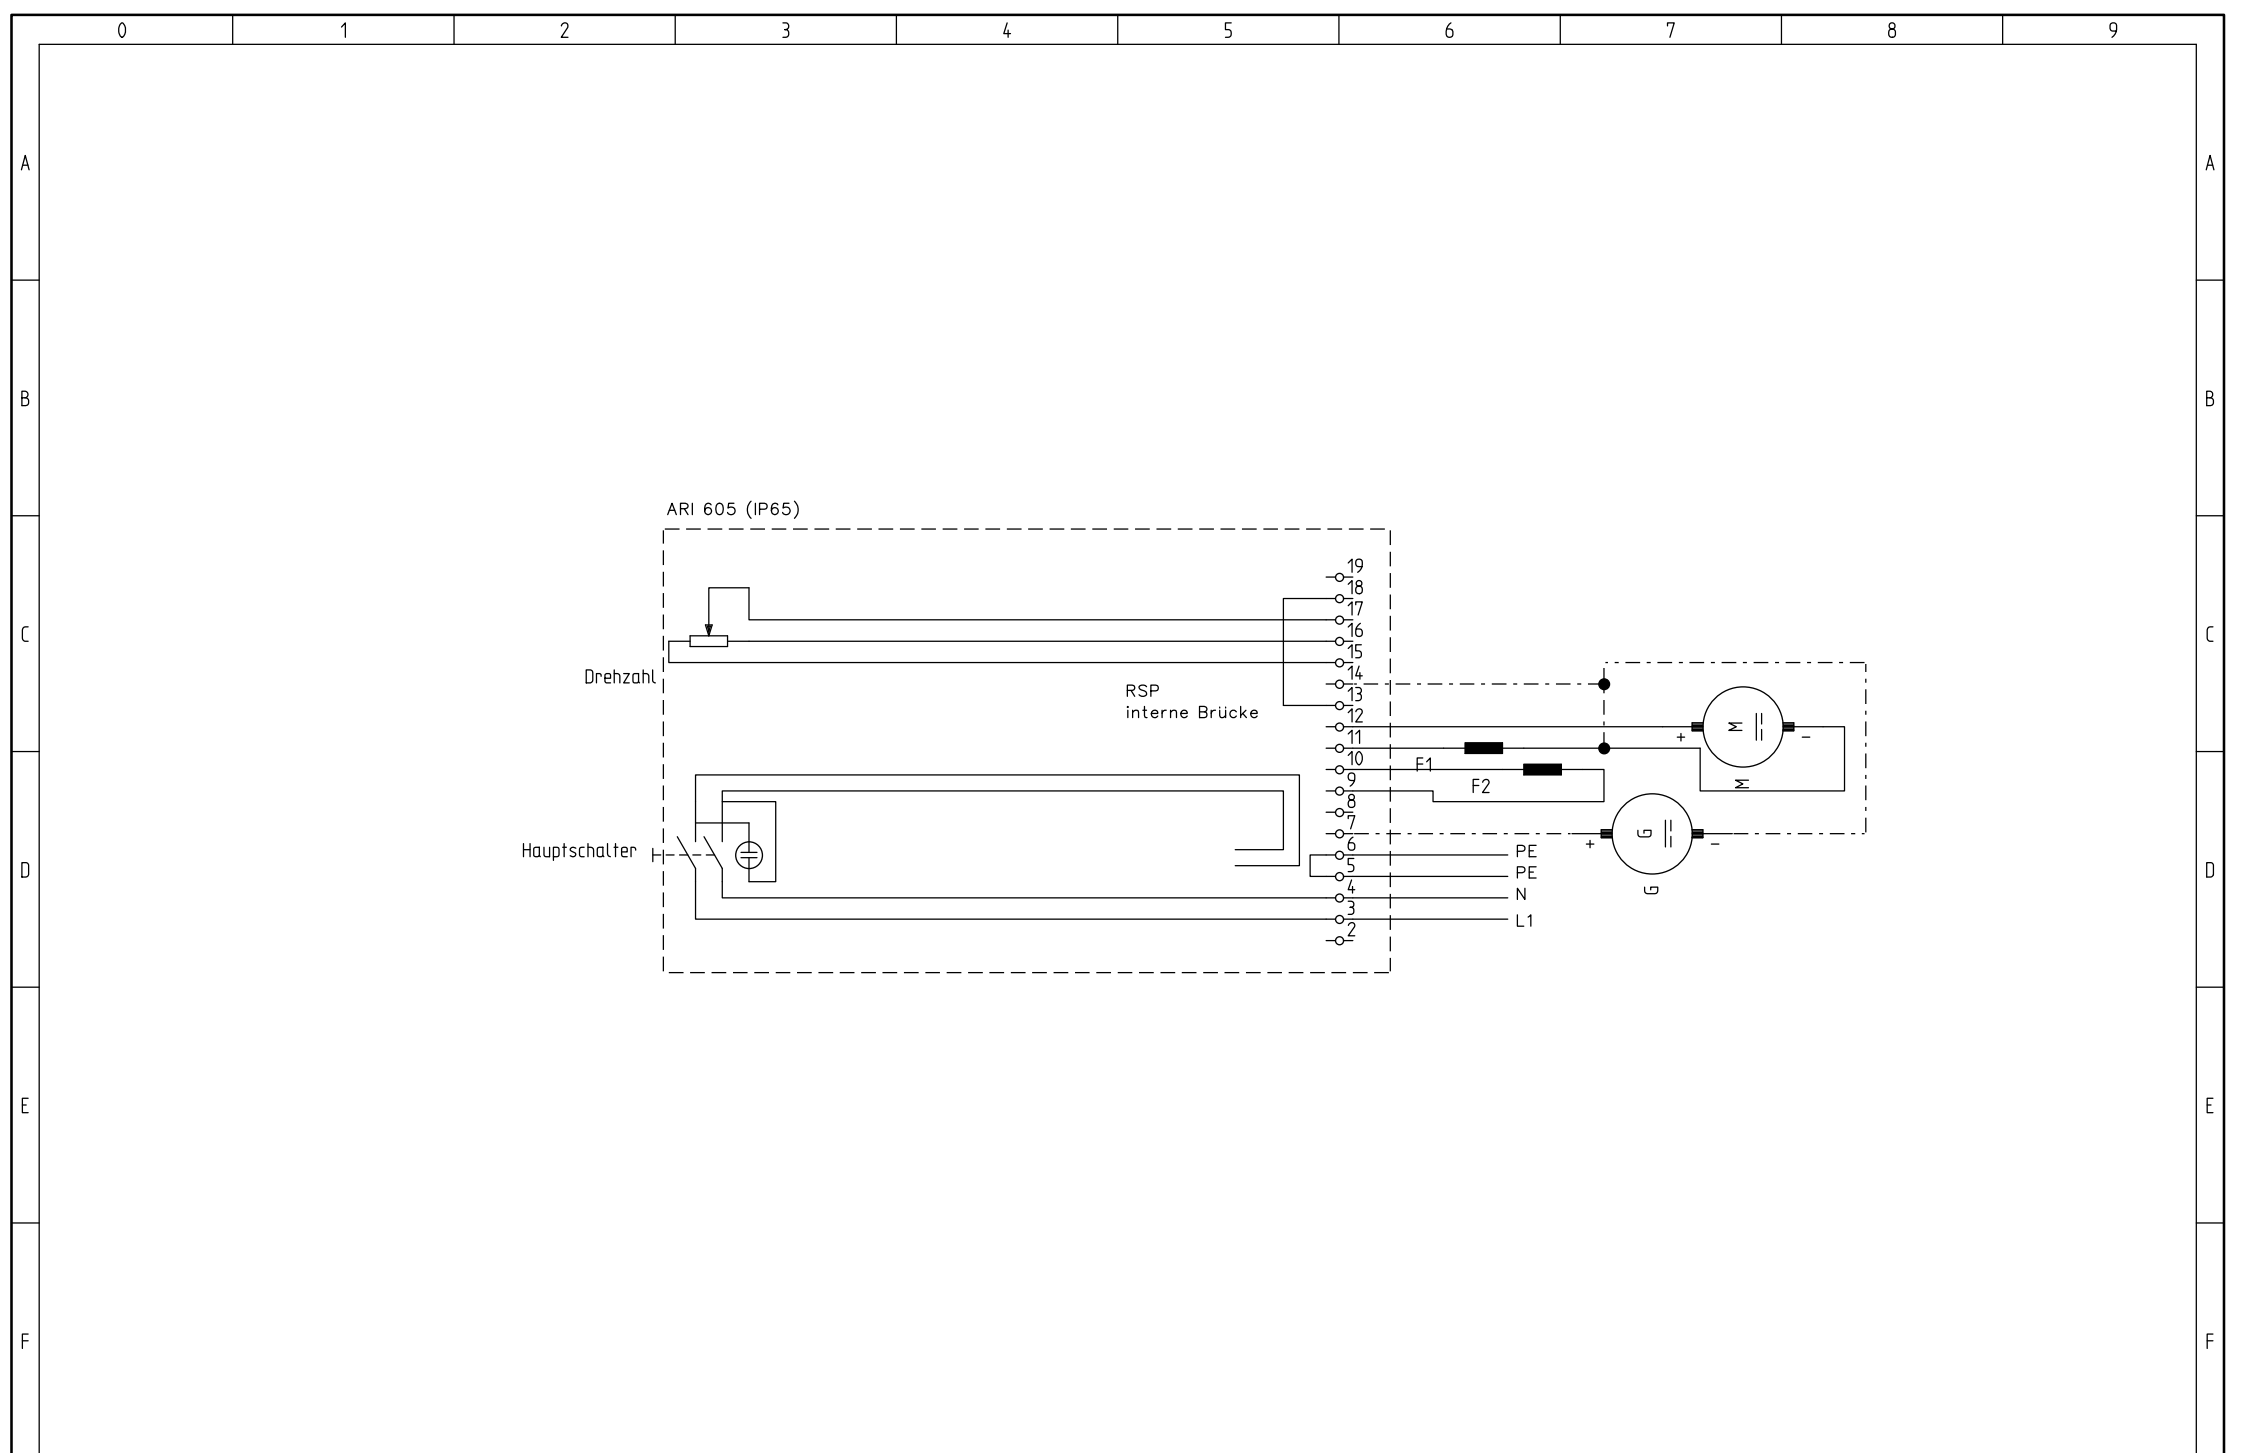 0 1 2 3 4 5 6 7 8 9
A A
B B
ARI 605 (IP65)
19
18
17
C C
16
15
Drehzahl
14
RSP
13
interne Brücke
12
M
+ -
11
F1
10
F2
M
9
8
7
G
+ -
Hauptschalter
6
PE
5
PE
D D
4
N
G
3
L1
2
E E
F F